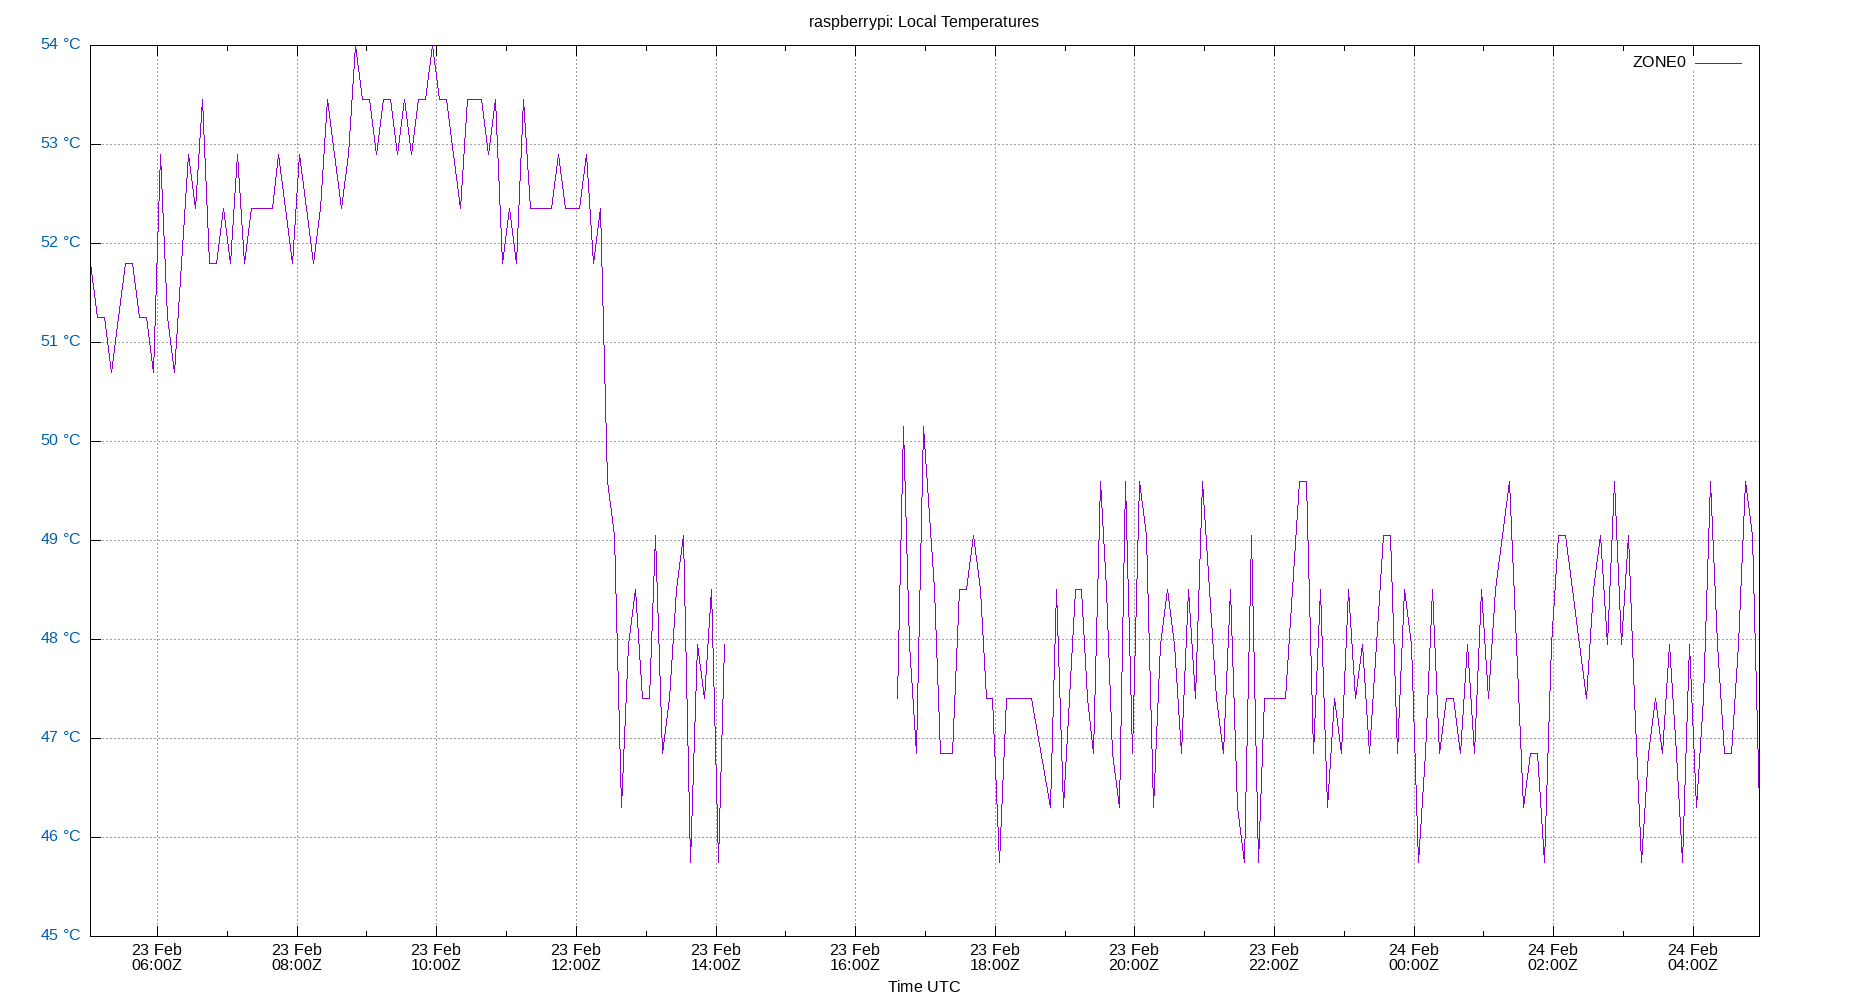 raspberrypi: Local Temperatures
ZONE0
54 °C
53 °C
52 °C
51 °C
50 °C
49 °C
48 °C
47 °C
46 °C
45 °C
23 Feb 23 Feb 23 Feb 23 Feb 23 Feb 23 Feb 23 Feb 23 Feb 23 Feb 24 Feb 24 Feb 24 Feb
06:00Z 08:00Z 10:00Z 12:00Z 14:00Z 16:00Z 18:00Z 20:00Z 22:00Z 00:00Z 02:00Z 04:00Z
Time UTC